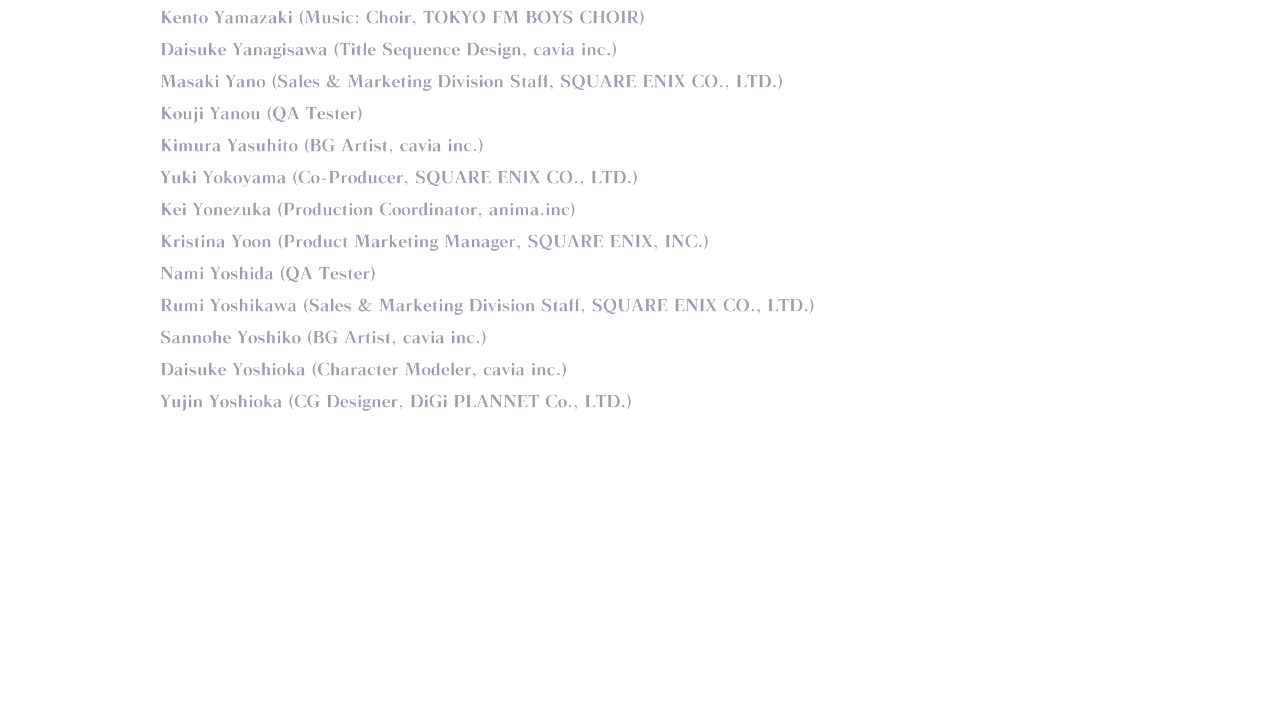 Kento Yamazaki (Music: Choir, TOKYO FM BOYS CHOIR)
Daisuke Yanagisawa (Title Sequence Design, cavia inc.)
Masaki Yano (Sales & Marketing Division Staff, SQUARE ENIX CO., LTD.)
Kouji Yanou (QA Tester)
Kimura Yasuhito (BG Artist, cavia inc.)
Yuki Yokoyama (Co-Producer, SQUARE ENIX CO., LTD.)
Kei Yonezuka (Production Coordinator, anima.inc)
Kristina Yoon (Product Marketing Manager, SQUARE ENIX, INC.)
Nami Yoshida (QA Tester)
Rumi Yoshikawa (Sales & Marketing Division Staff, SQUARE ENIX CO., LTD.)
Sannohe Yoshiko (BG Artist, cavia inc.)
Daisuke Yoshioka (Character Modeler, cavia inc.)
Yujin Yoshioka (CG Designer, DiGi PLANNET Co., LTD.)